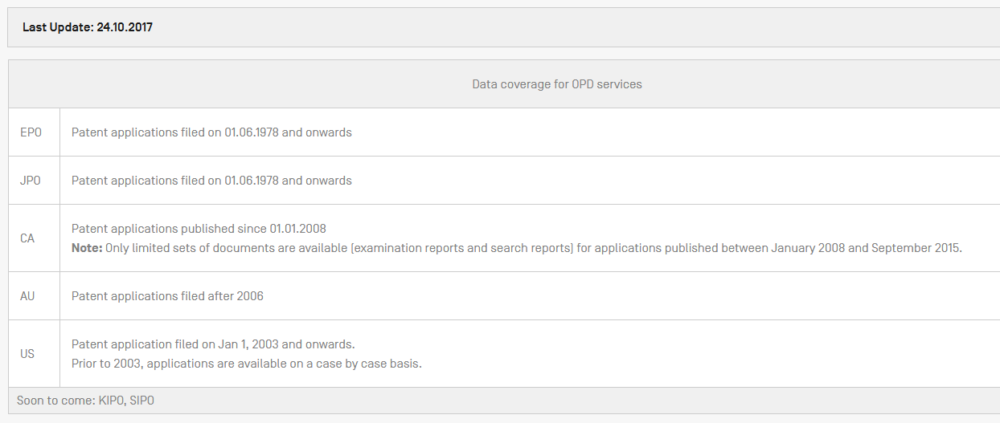 Last Update: 24.10.2017
Data coverage for OPD services
EPO Patent applications filed on 01.06.1978 and onwards
JPO Patent applications filed on 01.06.1978 and onwards
CA Patent applications published since 01.01.2008
Note: Only limited sets of documents are available [examination reports and search reports] for applications published between January 2008 and September 2015.
AU Patent applications filed after 2006
US Patent application filed on Jan 1, 2003 and onwards.
Prior to 2003, applications are available on a case by case basis.
Soon to come: KIPO, SIPO